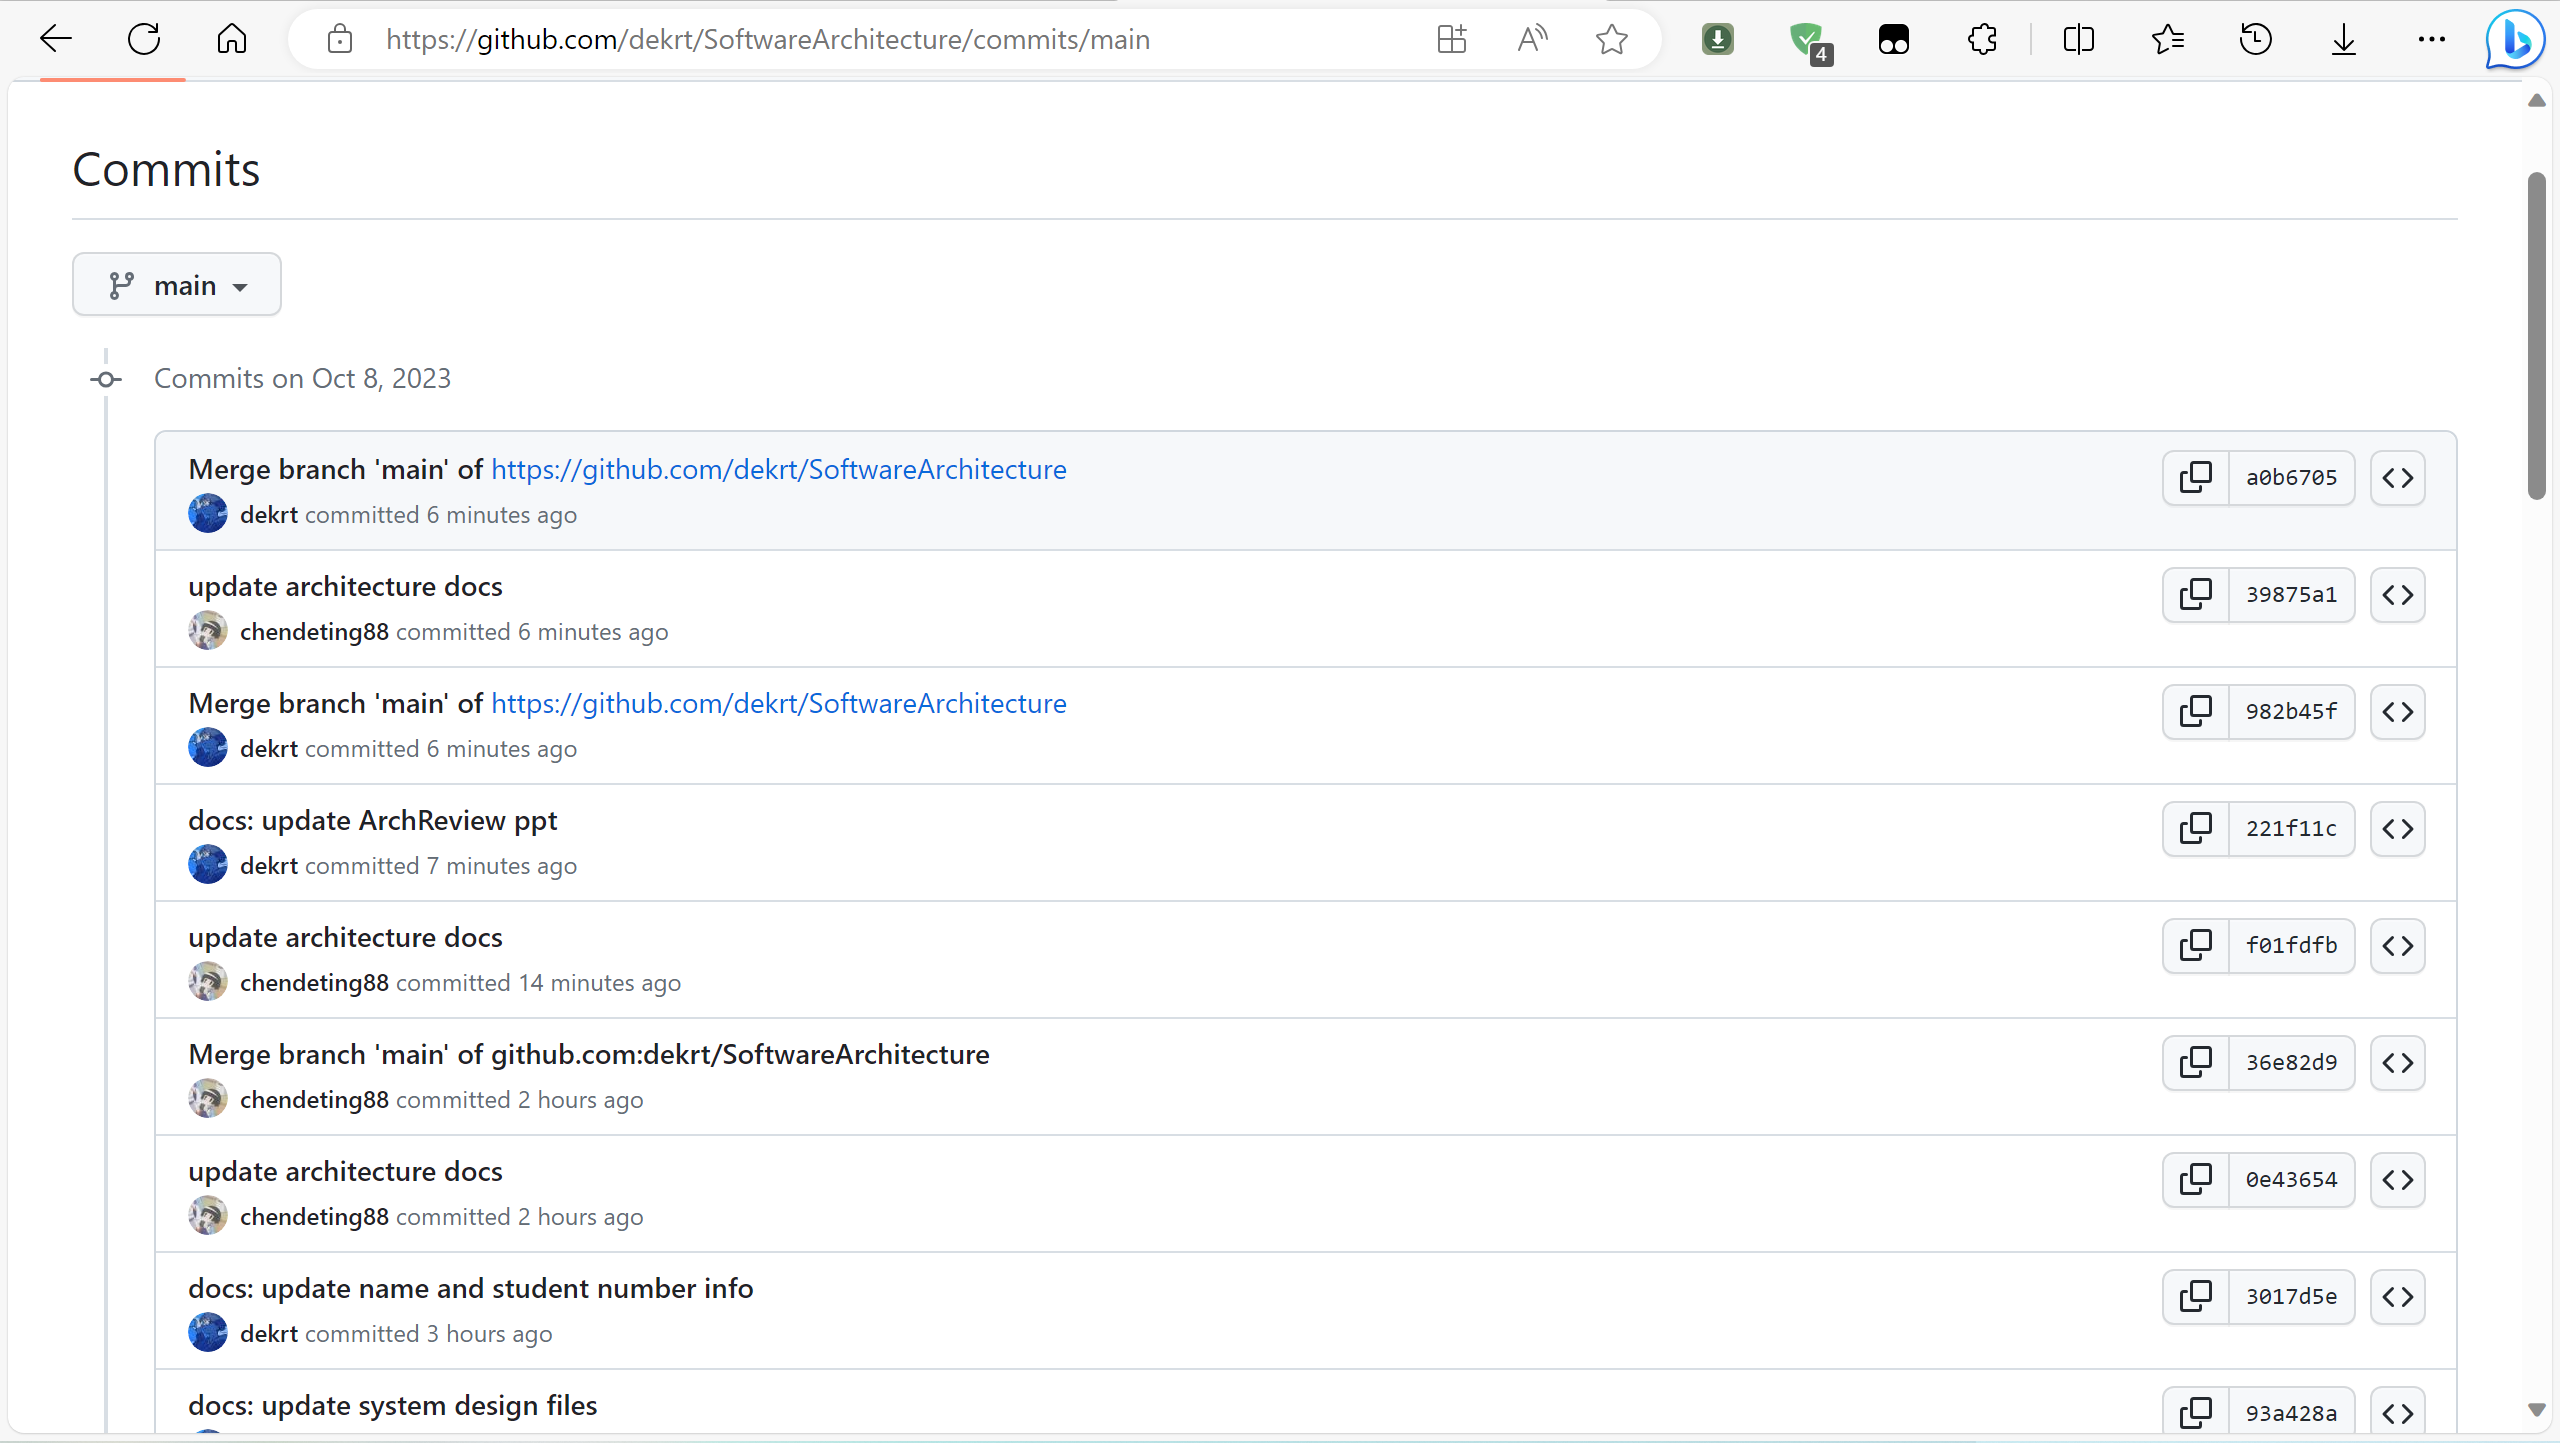 https://github.com/dekrt/SoftwareArchitecture/commits/main
4
Commits
main
Commits on Oct 8, 2023
Merge branch 'main' of https://github.com/dekrt/SoftwareArchitecture
a0b6705
dekrt committed 6 minutes ago
update architecture docs
39875a1
chendeting88 committed 6 minutes ago
Merge branch 'main' of https://github.com/dekrt/SoftwareArchitecture
982b45f
dekrt committed 6 minutes ago
docs: update ArchReview ppt
221f11c
dekrt committed 7 minutes ago
update architecture docs
f01fdfb
chendeting88 committed 14 minutes ago
Merge branch 'main' of github.com:dekrt/SoftwareArchitecture
36e82d9
chendeting88 committed 2 hours ago
update architecture docs
0e43654
chendeting88 committed 2 hours ago
docs: update name and student number info
3017d5e
dekrt committed 3 hours ago
docs: update system design files
93a428a